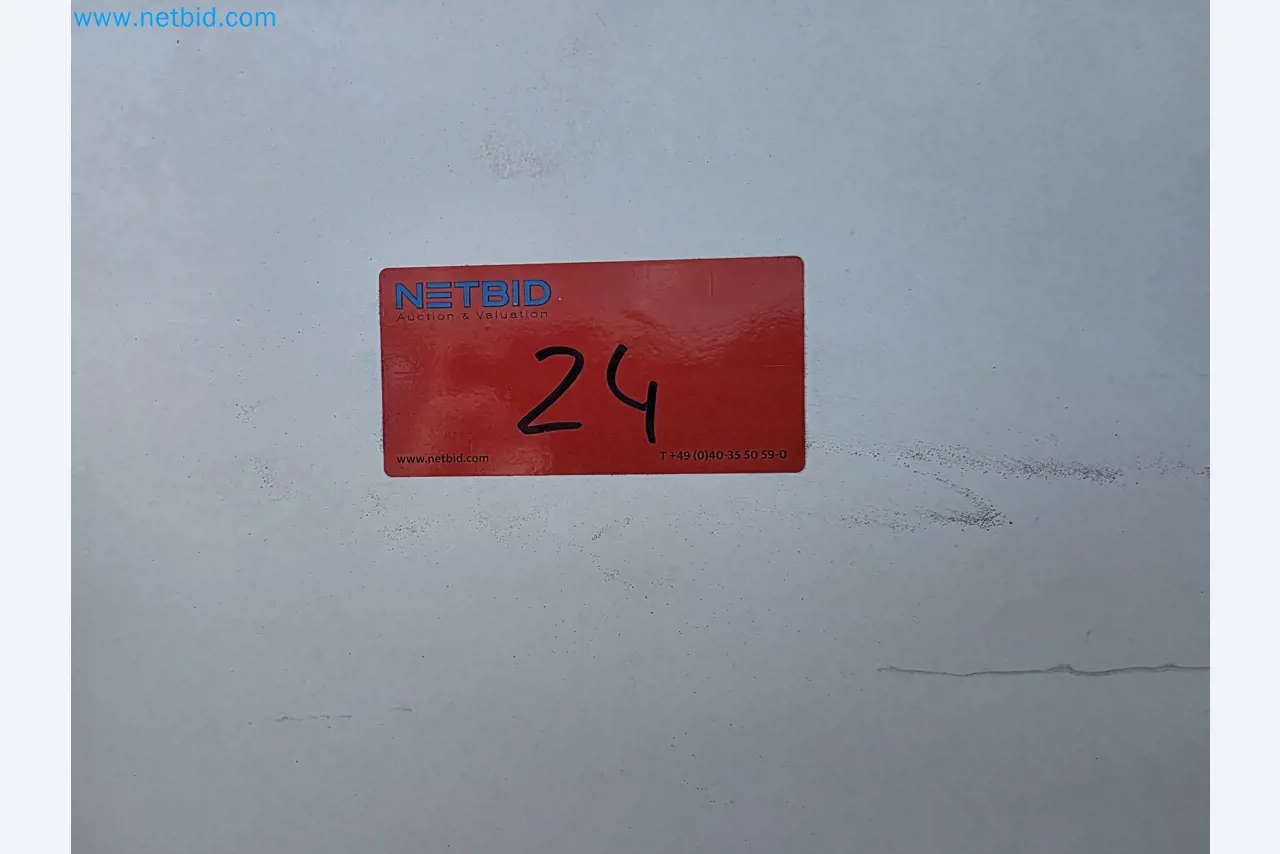 www.netbid.com
NETBID
Auction & Valuation
24
www.netbid.com
T +49 (0)40-35 50 59-0